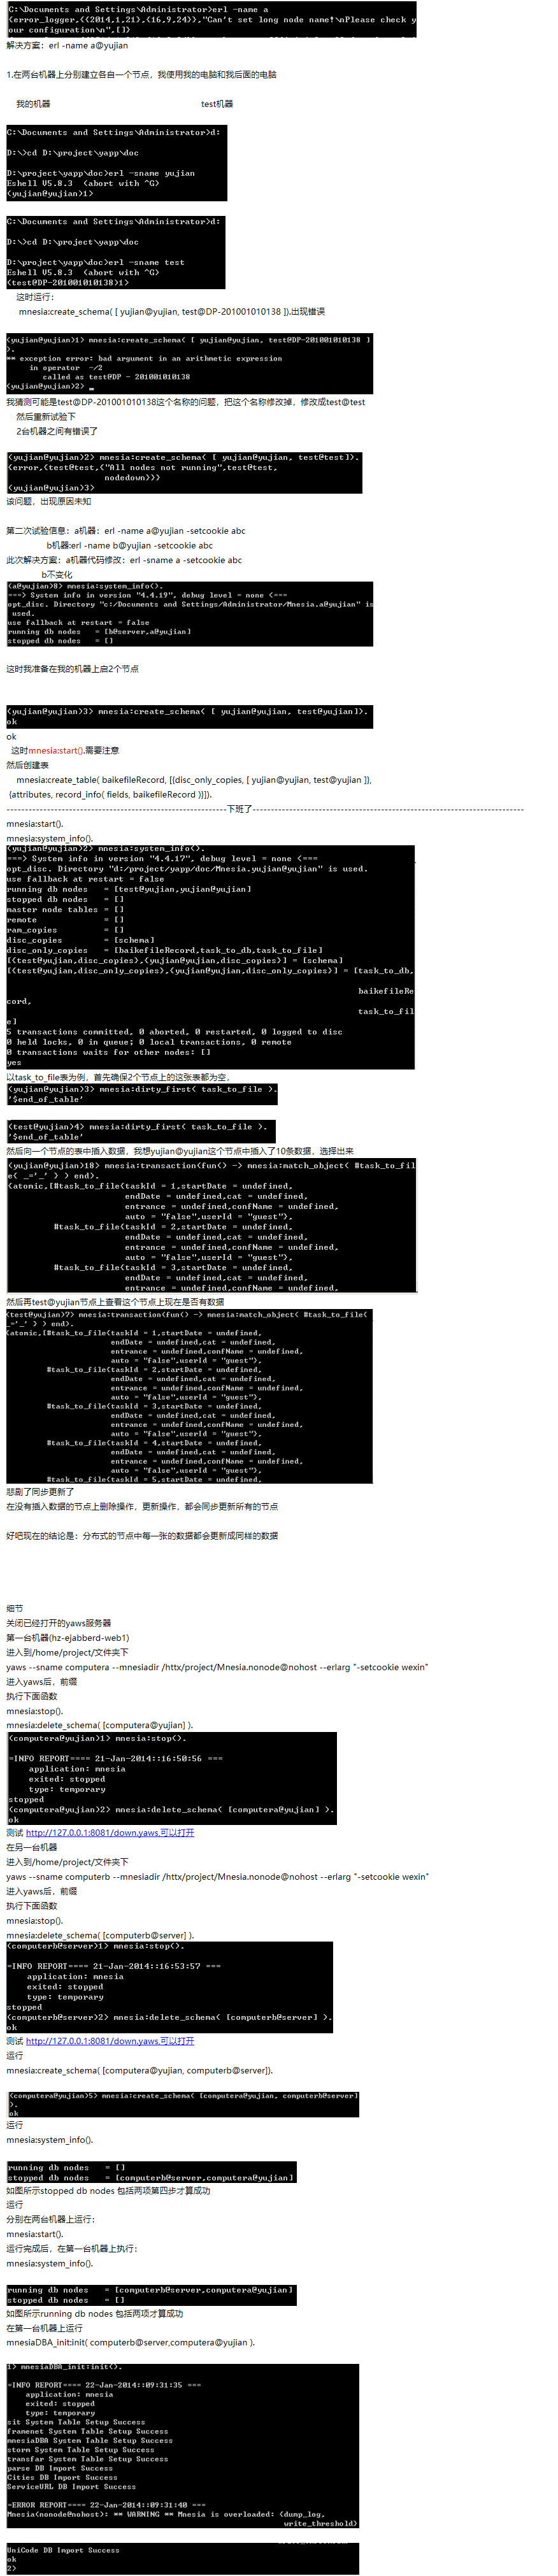 C:\Documents and Settings\Administrator>erl -name a
{error_logger,{{2014,1,21},{16,9,24}},"Can't set long node name!\nPlease check y
our configuration\n",[]}
解决方案：erl -name a@yujian
1.在两台机器上分别建立各自一个节点，我使用我的电脑和我后面的电脑
我的机器 test机器
C:\Documents and Settings\Administrator>d:
D:\>cd D:\project\yapp\doc
D:\project\yapp\doc>erl -sname yujian
Eshell V5.8.3 (abort with ^G)
(yujian@yujian)1>
C:\Documents and Settings\Administrator>d:
D:\>cd D:\project\yapp\doc
D:\project\yapp\doc>erl -sname test
Eshell V5.8.3 (abort with ^G)
(test@DP-201001010138)1>
这时运行：
mnesia:create_schema( [ yujian@yujian, test@DP-201001010138 ]).出现错误
(yujian@yujian)1> mnesia:create_schema( [ yujian@yujian, test@DP-201001010138 ]
).
** exception error: bad argument in an arithmetic expression
in operator -/2
called as test@DP - 201001010138
(yujian@yujian)2>
我猜测可能是test@DP-201001010138这个名称的问题，把这个名称修改掉，修改成test@test
然后重新试验下
2台机器之间有错误了
(yujian@yujian)2> mnesia:create_schema( [ yujian@yujian, test@test]).
{error,{test@test,{"All nodes not running",test@test,
nodedown}}}
(yujian@yujian)3>
该问题，出现原因未知
第二次试验信息：a机器：erl -name a@yujian -setcookie abc
b机器:erl -name b@yujian -setcookie abc
此次解决方案：a机器代码修改：erl -sname a -setcookie abc
b不变化
(a@yujian)8> mnesia:system_info().
===> System info in version "4.4.19", debug level = none <===
opt_disc. Directory "c:/Documents and Settings/Administrator/Mnesia.a@yujian" is
used.
use fallback at restart = false
running db nodes = [b@server,a@yujian]
stopped db nodes = []
这时我准备在我的机器上启2个节点
(yujian@yujian)3> mnesia:create_schema( [ yujian@yujian, test@yujian]).
ok
ok
这时mnesia:start().需要注意
然后创建表
mnesia:create_table( baikefileRecord, [{disc_only_copies, [ yujian@yujian, test@yujian ]},
{attributes, record_info( fields, baikefileRecord )}]).
------------------------------------------------------------下班了------------------------------------------------------------
mnesia:start().
mnesia:system_info().
(yujian@yujian)2> mnesia:system_info().
===> System info in version "4.4.17", debug level = none <===
opt_disc. Directory "d:/project/yapp/doc/Mnesia.yujian@yujian" is used.
use fallback at restart = false
running db nodes = [test@yujian,yujian@yujian]
stopped db nodes = []
master node tables = []
remote = []
ram_copies = []
disc_copies = [schema]
disc_only_copies = [baikefileRecord,task_to_db,task_to_file]
[{test@yujian,disc_copies},{yujian@yujian,disc_copies}] = [schema]
[{test@yujian,disc_only_copies},{yujian@yujian,disc_only_copies}] = [task_to_db,
baikefileRe
cord,
task_to_fil
e]
5 transactions committed, 0 aborted, 0 restarted, 0 logged to disc
0 held locks, 0 in queue; 0 local transactions, 0 remote
0 transactions waits for other nodes: []
yes
以task_to_file表为例，首先确保2个节点上的这张表都为空，
(yujian@yujian)3> mnesia:dirty_first( task_to_file ).
'$end_of_table'
(test@yujian)4> mnesia:dirty_first( task_to_file ).
'$end_of_table'
然后向一个节点的表中插入数据，我想yujian@yujian这个节点中插入了10条数据，选择出来
(yujian@yujian)18> mnesia:transaction(fun() -> mnesia:match_object( #task_to_fil
e{ _='_' } ) end).
{atomic,[#task_to_file{taskId = 1,startDate = undefined,
endDate = undefined,cat = undefined,
entrance = undefined,confName = undefined,
auto = "false",userId = "guest"},
#task_to_file{taskId = 2,startDate = undefined,
endDate = undefined,cat = undefined,
entrance = undefined,confName = undefined,
auto = "false",userId = "guest"},
#task_to_file{taskId = 3,startDate = undefined,
endDate = undefined,cat = undefined,
entrance = undefined,confName = undefined,
然后再test@yujian节点上查看这个节点上现在是否有数据
(test@yujian)7> mnesia:transaction(fun() -> mnesia:match_object( #task_to_file{
_='_' } ) end).
{atomic,[#task_to_file{taskId = 1,startDate = undefined,
endDate = undefined,cat = undefined,
entrance = undefined,confName = undefined,
auto = "false",userId = "guest"},
#task_to_file{taskId = 2,startDate = undefined,
endDate = undefined,cat = undefined,
entrance = undefined,confName = undefined,
auto = "false",userId = "guest"},
#task_to_file{taskId = 3,startDate = undefined,
endDate = undefined,cat = undefined,
entrance = undefined,confName = undefined,
auto = "false",userId = "guest"},
#task_to_file{taskId = 4,startDate = undefined,
endDate = undefined,cat = undefined,
entrance = undefined,confName = undefined,
auto = "false",userId = "guest"},
#task_to_file{taskId = 5,startDate = undefined,
悲剧了同步更新了
在没有插入数据的节点上删除操作，更新操作，都会同步更新所有的节点
好吧现在的结论是：分布式的节点中每一张的数据都会更新成同样的数据
细节
关闭已经打开的yaws服务器
第一台机器(hz-ejabberd-web1)
进入到/home/project/文件夹下
yaws --sname computera --mnesiadir /httx/project/Mnesia.nonode@nohost --erlarg "-setcookie wexin"
进入yaws后，前缀
执行下面函数
mnesia:stop().
mnesia:delete_schema( [computera@yujian] ).
(computera@yujian)1> mnesia:stop().
=INFO REPORT==== 21-Jan-2014::16:50:56 ===
application: mnesia
exited: stopped
type: temporary
stopped
(computera@yujian)2> mnesia:delete_schema( [computera@yujian] ).
ok
测试 http://127.0.0.1:8081/down.yaws,可以打开
在另一台机器
进入到/home/project/文件夹下
yaws --sname computerb --mnesiadir /httx/project/Mnesia.nonode@nohost --erlarg "-setcookie wexin"
进入yaws后，前缀
执行下面函数
mnesia:stop().
mnesia:delete_schema( [computerb@server] ).
(computerb@server)1> mnesia:stop().
=INFO REPORT==== 21-Jan-2014::16:53:57 ===
application: mnesia
exited: stopped
type: temporary
stopped
(computerb@server)2> mnesia:delete_schema( [computerb@server] ).
ok
测试 http://127.0.0.1:8081/down.yaws,可以打开
运行
mnesia:create_schema( [computera@yujian, computerb@server]).
(computera@yujian)5> mnesia:create_schema( [computera@yujian, computerb@server]
).
ok
运行
mnesia:system_info().
running db nodes = []
stopped db nodes = [computerb@server,computera@yujian]
如图所示stopped db nodes 包括两项第四步才算成功
运行
分别在两台机器上运行：
mnesia:start().
运行完成后，在第一台机器上执行：
mnesia:system_info().
running db nodes = [computerb@server,computera@yujian]
stopped db nodes = []
如图所示running db nodes 包括两项才算成功
在第一台机器上运行
mnesiaDBA_init:init( computerb@server,computera@yujian ).
1> mnesiaDBA_init:init().
=INFO REPORT==== 22-Jan-2014::09:31:35 ===
application: mnesia
exited: stopped
type: temporary
sit System Table Setup Success
framenet System Table Setup Success
mnesiaDBA System Table Setup Success
storm System Table Setup Success
transfar System Table Setup Success
parse DB Import Success
Cities DB Import Success
ServiceURL DB Import Success
=ERROR REPORT==== 22-Jan-2014::09:31:40 ===
Mnesia(nonode@nohost): ** WARNING ** Mnesia is overloaded: {dump_log,
write_threshold}
UniCode DB Import Success
ok
2>